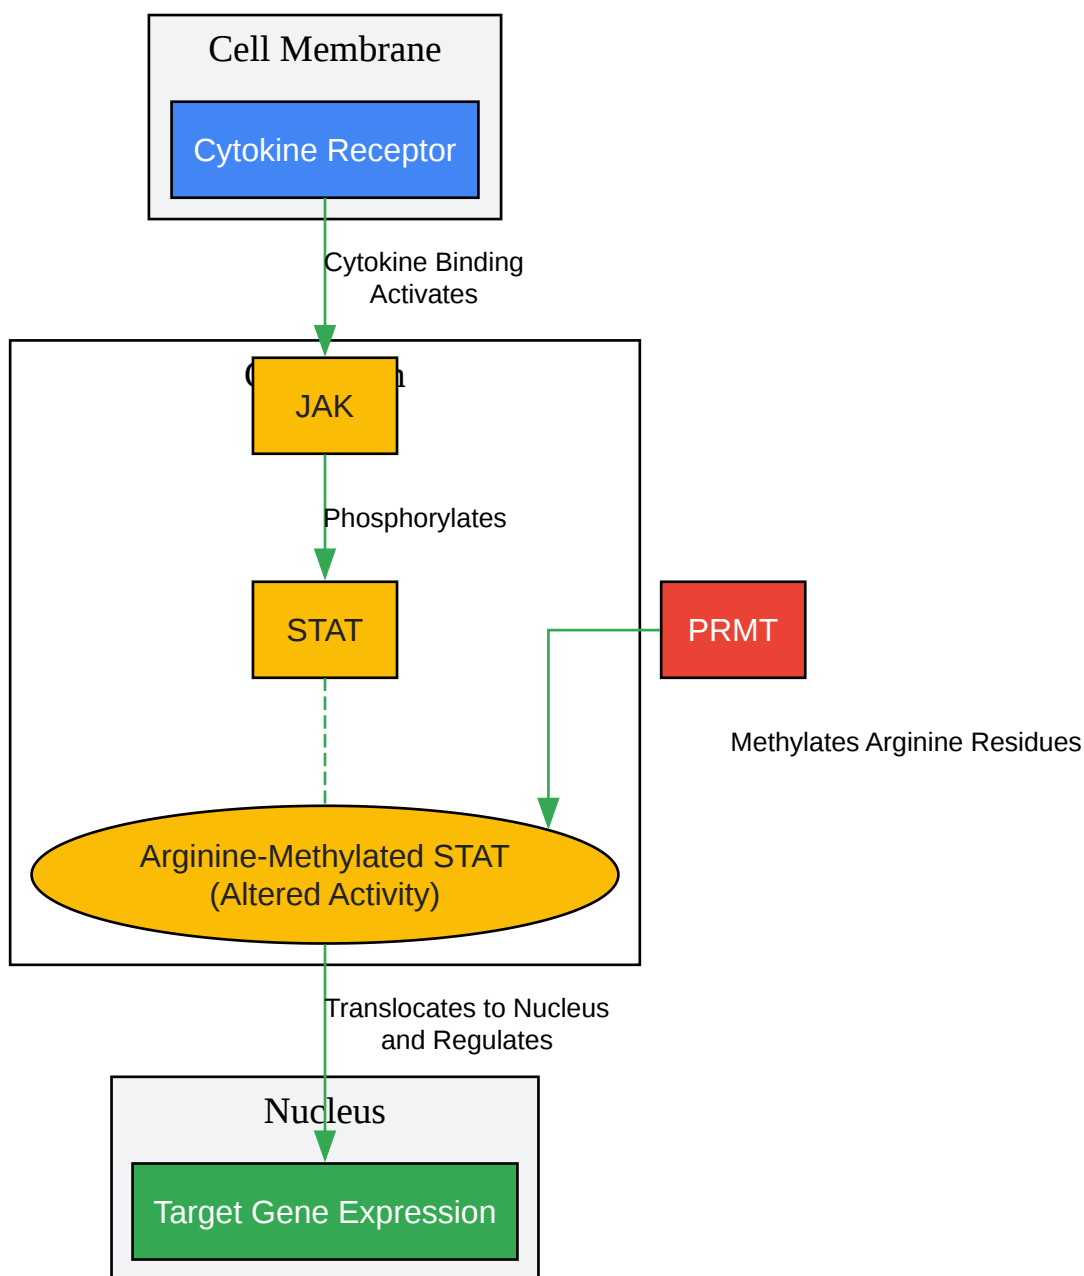 Cell Membrane
Cytokine Receptor
Cytokine Binding
Activates
JAK
Phosphorylates
STAT
PRMT
Methylates Arginine Residues
Arginine-Methylated STAT
(Altered Activity)
Translocates to Nucleus
and Regulates
Nucleus
Target Gene Expression